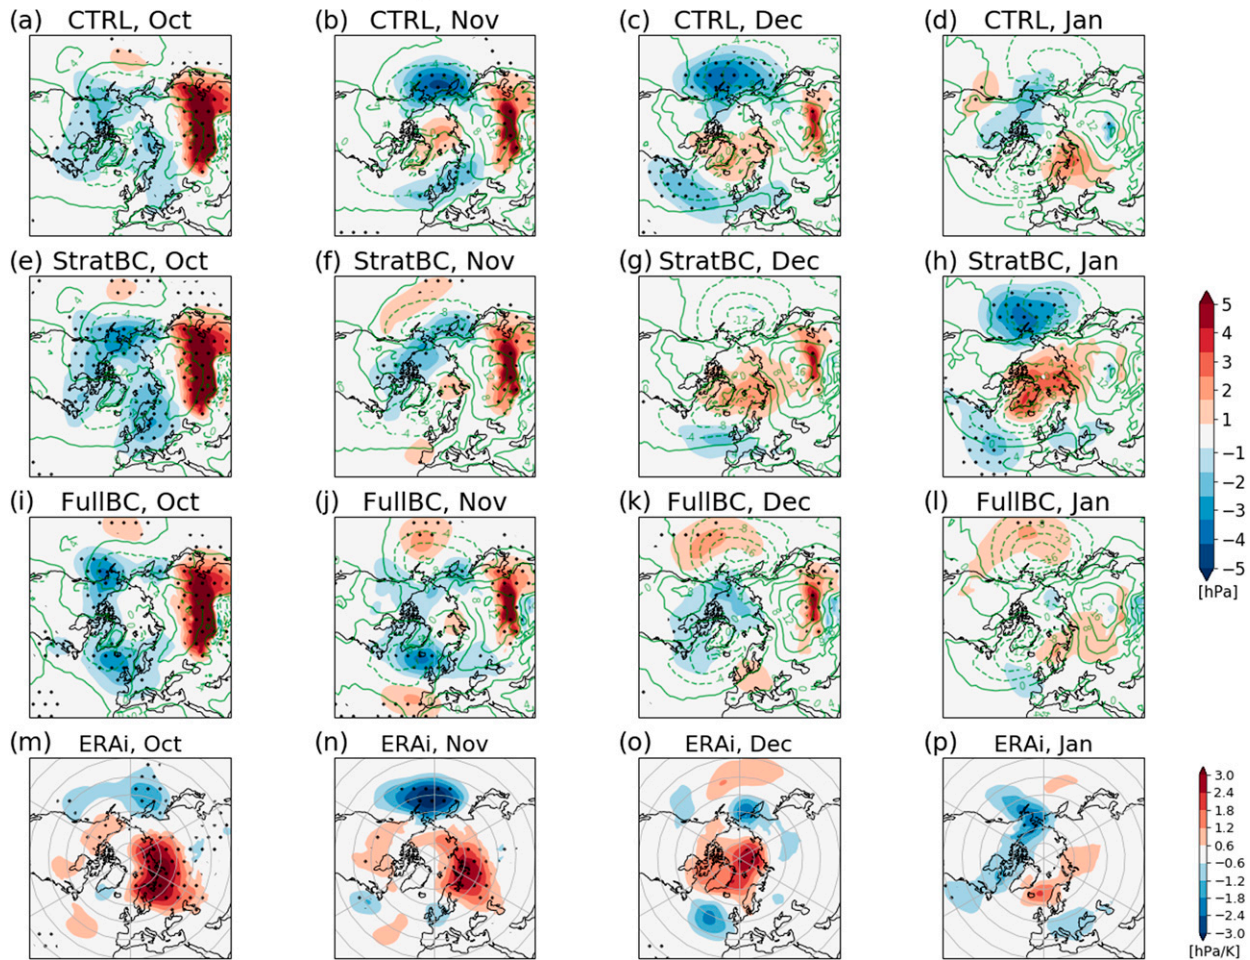 (a) CTRL, Oct
(b) CTRL, Nov
(c) CTRL, Dec
(d) CTRL, Jan
(e) StratBC, Oct
(f) StratBC, Nov
(g) StratBC, Dec
(h) StratBC, Jan
5
4
3
2
1
−1
−2
−3
−4
−5
[hPa]
(i) FullBC, Oct
(j) FullBC, Nov
(k) FullBC, Dec
(l) FullBC, Jan
(m) ERAi, Oct
(n) ERAi, Nov
(o) ERAi, Dec
(p) ERAi, Jan
3.0
2.4
1.8
1.2
0.6
−0.6
−1.2
−1.8
−2.4
−3.0
[hPa/K]